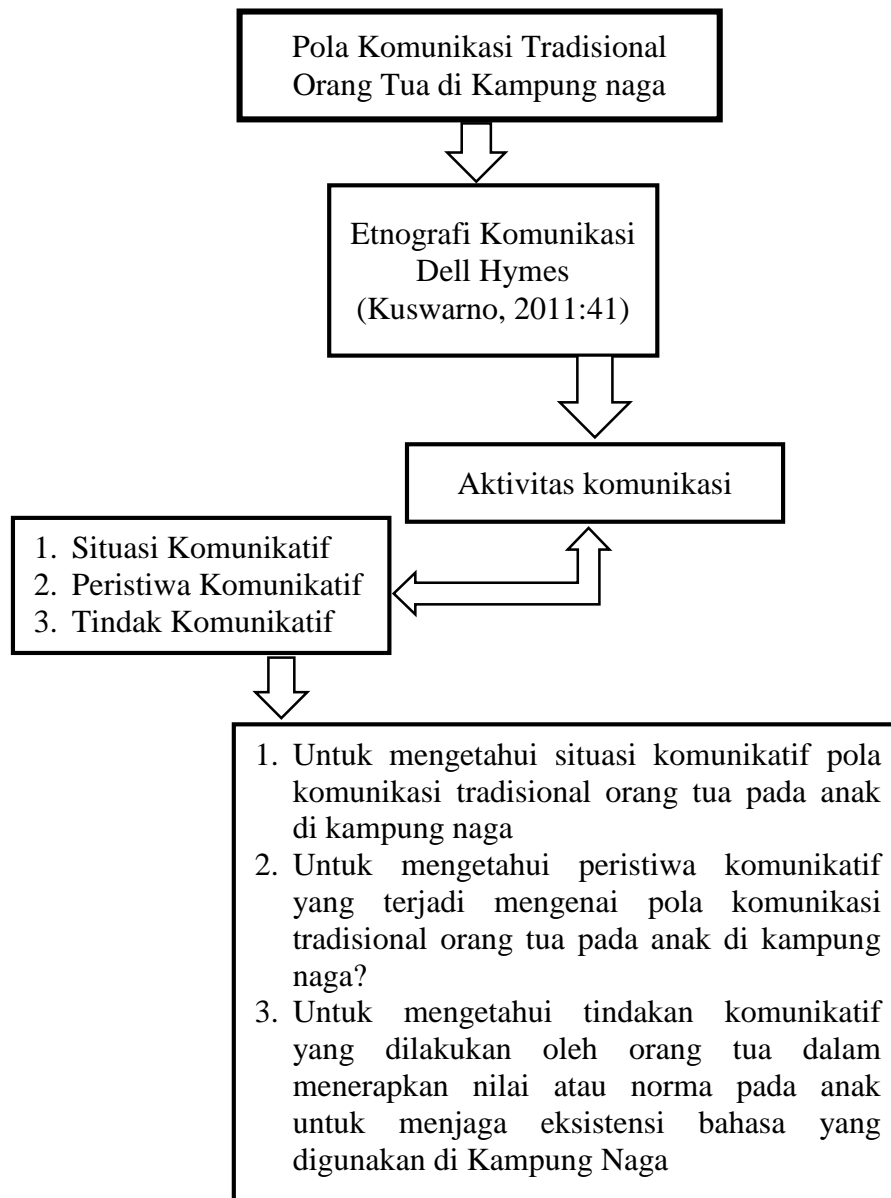 Pola Komunikasi Tradisional
Orang Tua di Kampung naga
Etnografi Komunikasi
Dell Hymes
(Kuswarno, 2011:41)
Aktivitas komunikasi
1. Situasi Komunikatif
2. Peristiwa Komunikatif
3. Tindak Komunikatif
1. Untuk mengetahui situasi komunikatif pola
komunikasi tradisional orang tua pada anak
di kampung naga
2. Untuk mengetahui peristiwa komunikatif
yang terjadi mengenai pola komunikasi
tradisional orang tua pada anak di kampung
naga?
3. Untuk mengetahui tindakan komunikatif
yang dilakukan oleh orang tua dalam
menerapkan nilai atau norma pada anak
untuk menjaga eksistensi bahasa yang
digunakan di Kampung Naga